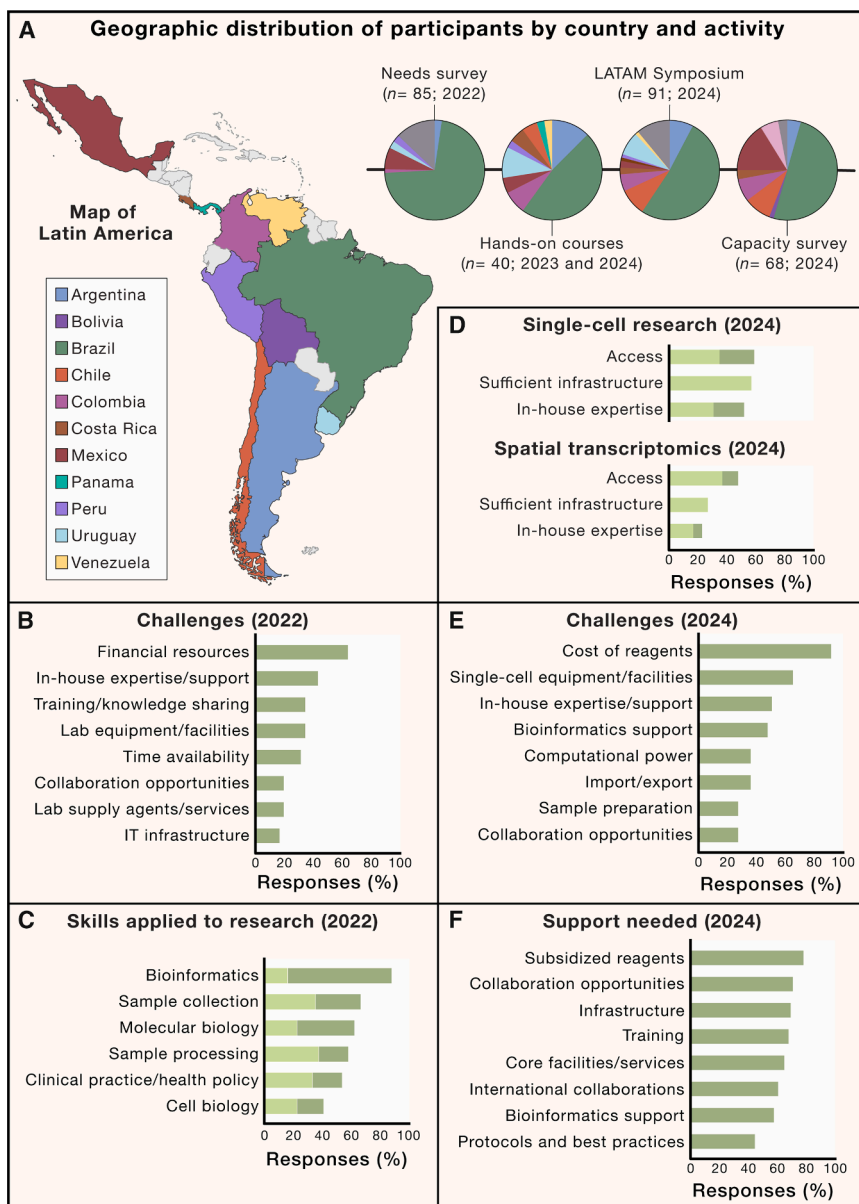 A
Geographic distribution of participants by country and activity
Needs survey
(n= 85; 2022)
LATAM Symposium
(n= 91; 2024)
Hands-on courses
(n= 40; 2023 and 2024)
Capacity survey
(n= 68; 2024)
Map of
Latin America
Argentina
Bolivia
Brazil
Chile
Colombia
Costa Rica
Mexico
Panama
Peru
Uruguay
Venezuela
D
Single-cell research (2024)
Access
Sufficient infrastructure
In-house expertise
Spatial transcriptomics (2024)
Access
Sufficient infrastructure
In-house expertise
0 20 40 60 80 100
Responses (%)
B
Challenges (2022)
Financial resources
In-house expertise/support
Training/knowledge sharing
Lab equipment/facilities
Time availability
Collaboration opportunities
Lab supply agents/services
IT infrastructure
0 20 40 60 80 100
Responses (%)
E
Challenges (2024)
Cost of reagents
Single-cell equipment/facilities
In-house expertise/support
Bioinformatics support
Computational power
Import/export
Sample preparation
Collaboration opportunities
0 20 40 60 80 100
Responses (%)
C
Skills applied to research (2022)
Bioinformatics
Sample collection
Molecular biology
Sample processing
Clinical practice/health policy
Cell biology
0 20 40 60 80 100
Responses (%)
F
Support needed (2024)
Subsidized reagents
Collaboration opportunities
Infrastructure
Training
Core facilities/services
International collaborations
Bioinformatics support
Protocols and best practices
0 20 40 60 80 100
Responses (%)